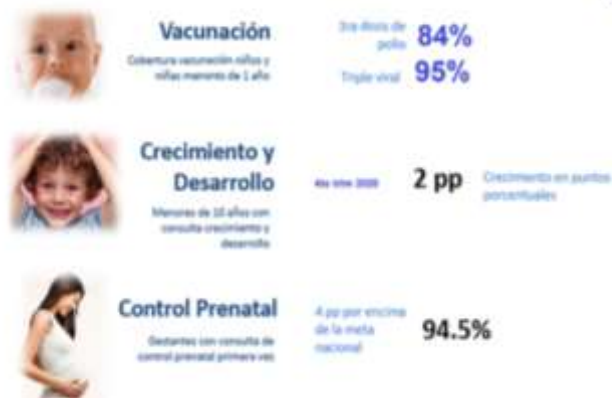 Vacunación
Cobertura vacunación niños y
niñas menores de 1 año
3ra dosis de
polio 84%
Triple viral 95%
Crecimiento y
Desarrollo
Menores de 10 años con
consulta crecimiento y
desarrollo
2020
2 pp
Crecimiento en puntos
porcentuales
Control Prenatal
Gestantes con consulta de
control prenatal primera vez
4 pp por encima
de la meta
nacional
94.5%